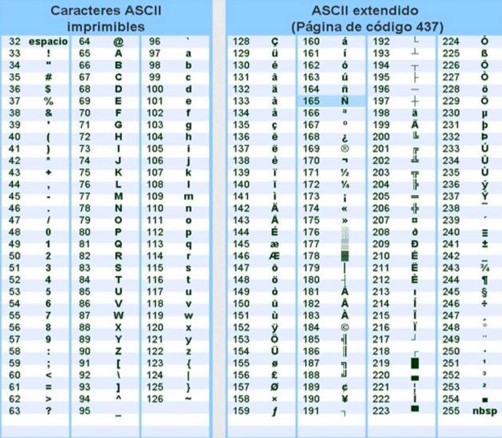 Caracteres ASCII
imprimibles
32 espacio 64 @ 96 `
33 ! 65 A 97 a
34 " 66 B 98 b
35 # 67 C 99 c
36 $ 68 D 100 d
37 % 69 E 101 e
38 & 70 F 102 f
39 ' 71 G 103 g
40 ( 72 H 104 h
41 ) 73 I 105 i
42 * 74 J 106 j
43 + 75 K 107 k
44 , 76 L 108 l
45 - 77 M 109 m
46 . 78 N 110 n
47 / 79 O 111 o
48 0 80 P 112 p
49 1 81 Q 113 q
50 2 82 R 114 r
51 3 83 S 115 s
52 4 84 T 116 t
53 5 85 U 117 u
54 6 86 V 118 v
55 7 87 W 119 w
56 8 88 X 120 x
57 9 89 Y 121 y
58 : 90 Z 122 z
59 ; 91 [ 123 {
60 < 92 \ 124 |
61 = 93 ] 125 }
62 > 94 ^ 126 ~
63 ? 95 _
ASCII extendido
(Página de código 437)
128 Ç 160 á 192 └ 224 Ó
129 ü 161 í 193 ┴ 225 ß
130 é 162 ó 194 ┬ 226 Ô
131 â 163 ú 195 ├ 227 Ò
132 ä 164 ñ 196 ─ 228 õ
133 à 165 Ñ 197 ┼ 229 Õ
134 å 166 ª 198 ã 230 µ
135 ç 167 º 199 Ã 231 þ
136 ê 168 ¿ 200 ╚ 232 Þ
137 ë 169 ® 201 ╔ 233 Ú
138 è 170 ¬ 202 ╩ 234 Û
139 ï 171 ½ 203 ╦ 235 Ù
140 î 172 ¼ 204 ╠ 236 ý
141 ì 173 ¡ 205 ═ 237 Ý
142 Ä 174 « 206 ╬ 238 ¯
143 Å 175 » 207 ¤ 239 ´
144 É 176 ░ 208 ð 240
145 æ 177 ▒ 209 Ð 241 ±
146 Æ 178 ▓ 210 Ê 242
147 ô 179 │ 211 Ë 243 ¾
148 ö 180 ┤ 212 È 244 ¶
149 ò 181 Á 213 ı 245 §
150 û 182 Â 214 Í 246 ÷
151 ù 183 À 215 Î 247 ¸
152 ÿ 184 © 216 Ï 248 °
153 Ö 185 ╣ 217 ┘ 249 ¨
154 Ü 186 ║ 218 ┌ 250 ·
155 ø 187 ╗ 219 █ 251 ¹
156 £ 188 ╝ 220 ▄ 252 ³
157 Ø 189 ¢ 221 ¦ 253 ²
158 × 190 ¥ 222 Ì 254 ■
159 ƒ 191 ┐ 223 ▀ 255 nbsp